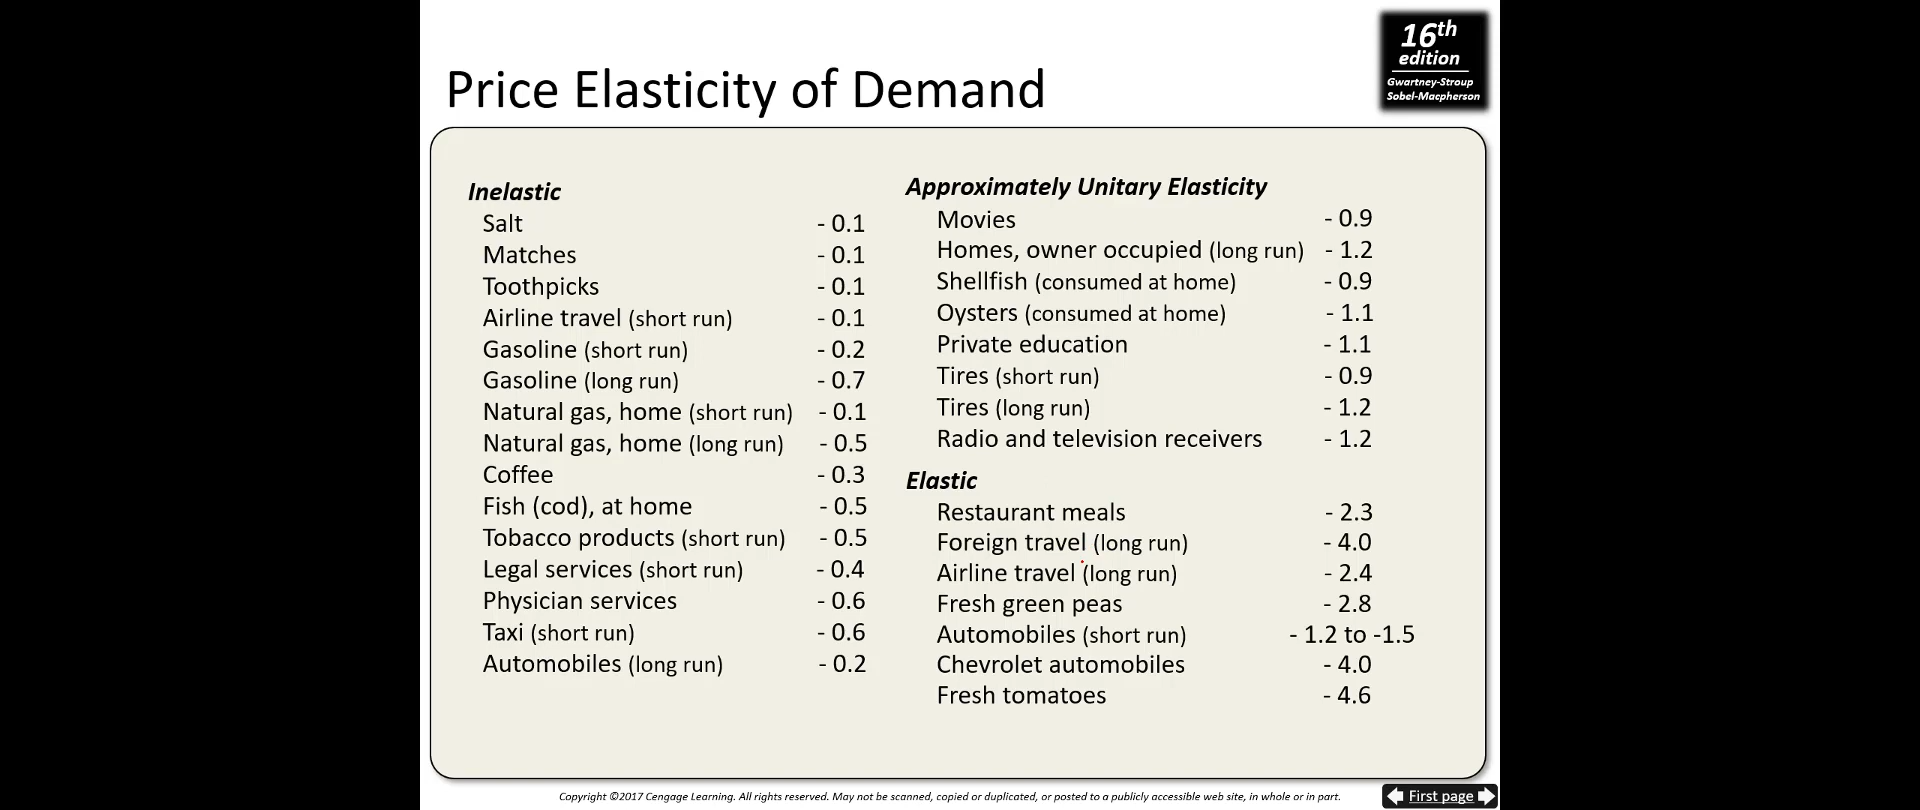 16th
edition
Gwartney-Stroup
Sobel-Macpherson
Price Elasticity of Demand
Inelastic
Salt - 0.1
Matches - 0.1
Toothpicks - 0.1
Airline travel (short run) - 0.1
Gasoline (short run) - 0.2
Gasoline (long run) - 0.7
Natural gas, home (short run) - 0.1
Natural gas, home (long run) - 0.5
Coffee - 0.3
Fish (cod), at home - 0.5
Tobacco products (short run) - 0.5
Legal services (short run) - 0.4
Physician services - 0.6
Taxi (short run) - 0.6
Automobiles (long run) - 0.2
Approximately Unitary Elasticity
Movies - 0.9
Homes, owner occupied (long run) - 1.2
Shellfish (consumed at home) - 0.9
Oysters (consumed at home) - 1.1
Private education - 1.1
Tires (short run) - 0.9
Tires (long run) - 1.2
Radio and television receivers - 1.2
Elastic
Restaurant meals - 2.3
Foreign travel (long run) - 4.0
Airline travel (long run) - 2.4
Fresh green peas - 2.8
Automobiles (short run) - 1.2 to -1.5
Chevrolet automobiles - 4.0
Fresh tomatoes - 4.6
Copyright ©2017 Cengage Learning. All rights reserved. May not be scanned, copied or duplicated, or posted to a publicly accessible web site, in whole or in part.
First page